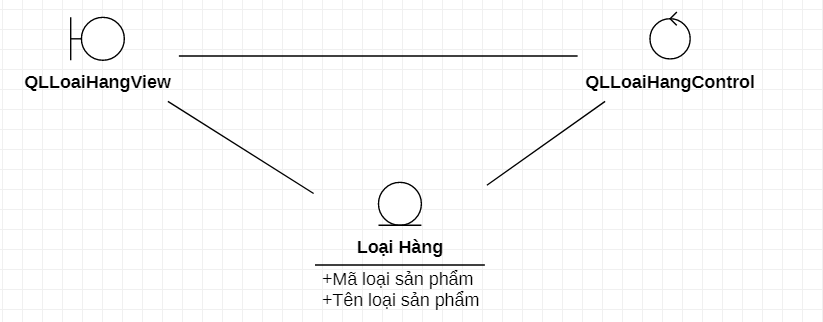 QLLoaiHangView
QLLoaiHangControl
Loại Hàng
+Mã loại sản phẩm
+Tên loại sản phẩm